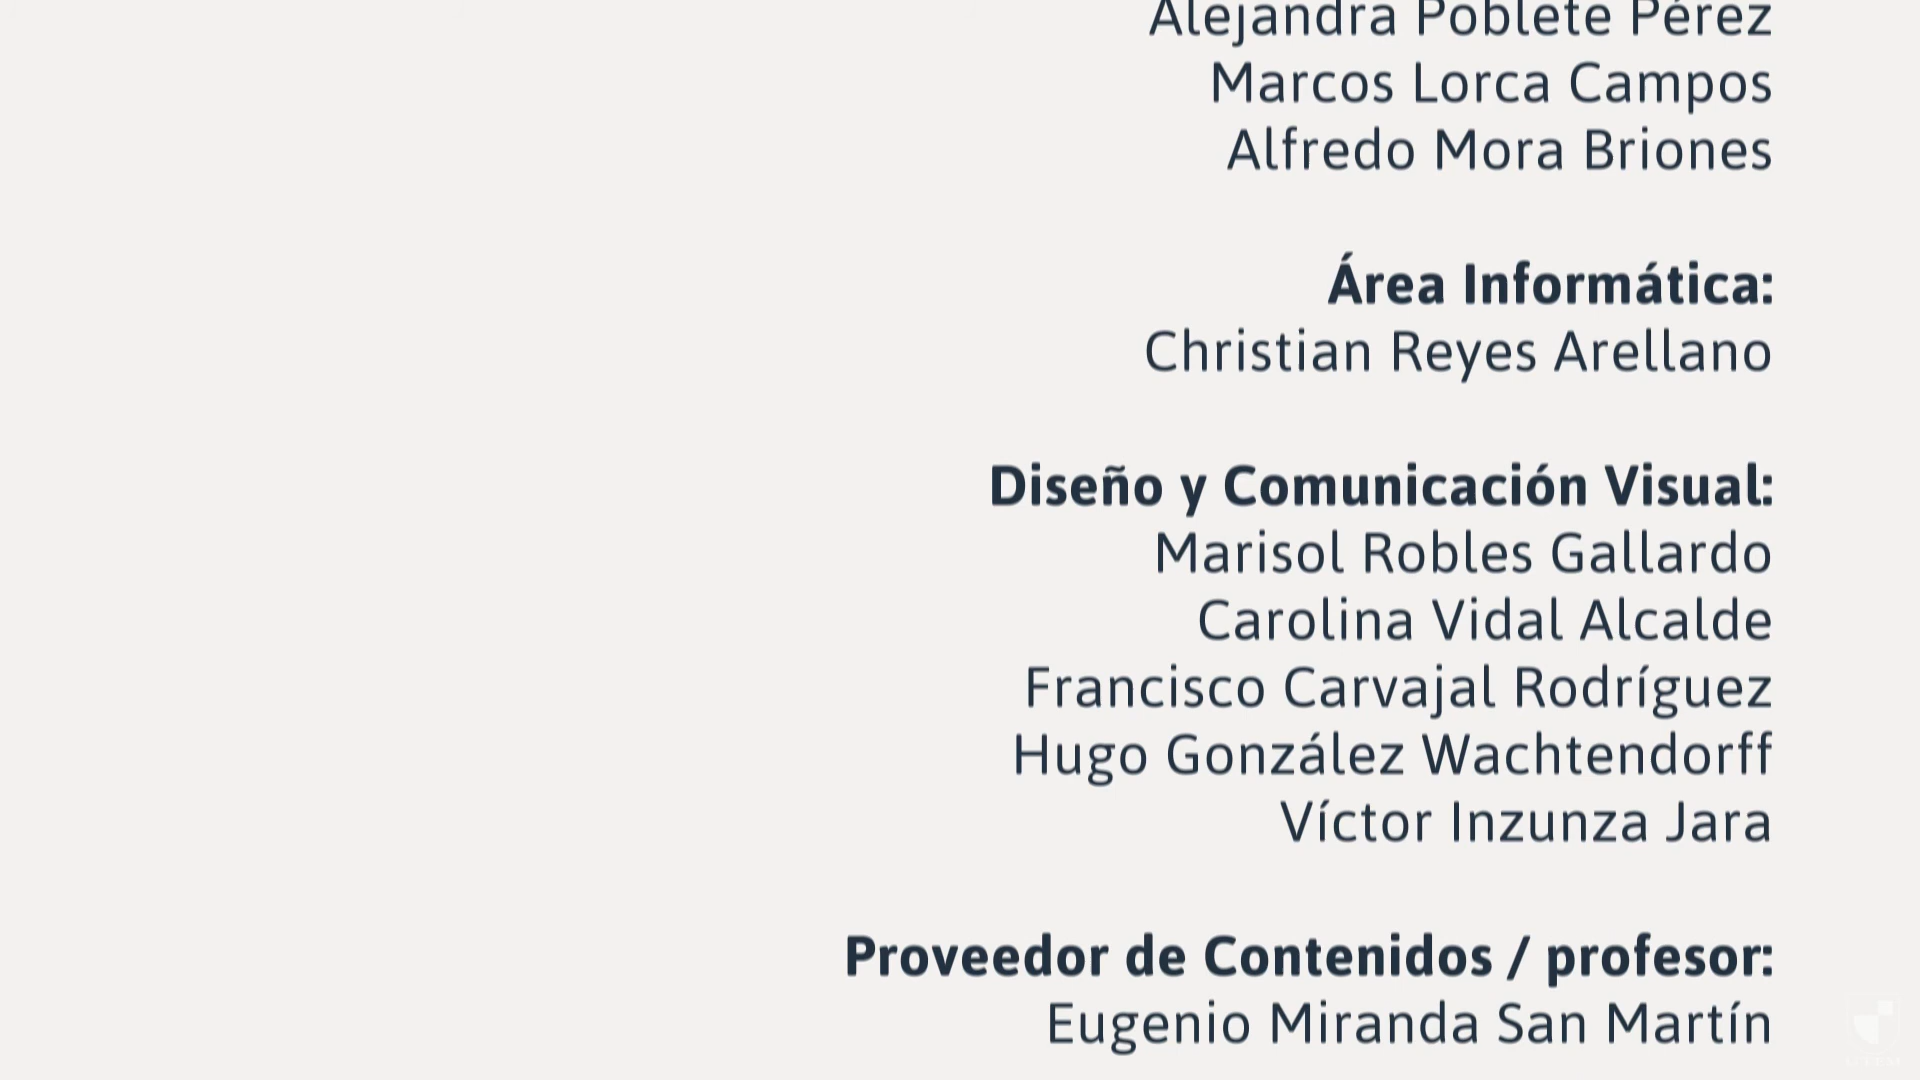 Alejandra Poblete Pérez
Marcos Lorca Campos
Alfredo Mora Briones
Área Informática:
Christian Reyes Arellano
Diseño y Comunicación Visual:
Marisol Robles Gallardo
Carolina Vidal Alcalde
Francisco Carvajal Rodríguez
Hugo González Wachtendorff
Víctor Inzunza Jara
Proveedor de Contenidos / profesor:
Eugenio Miranda San Martín